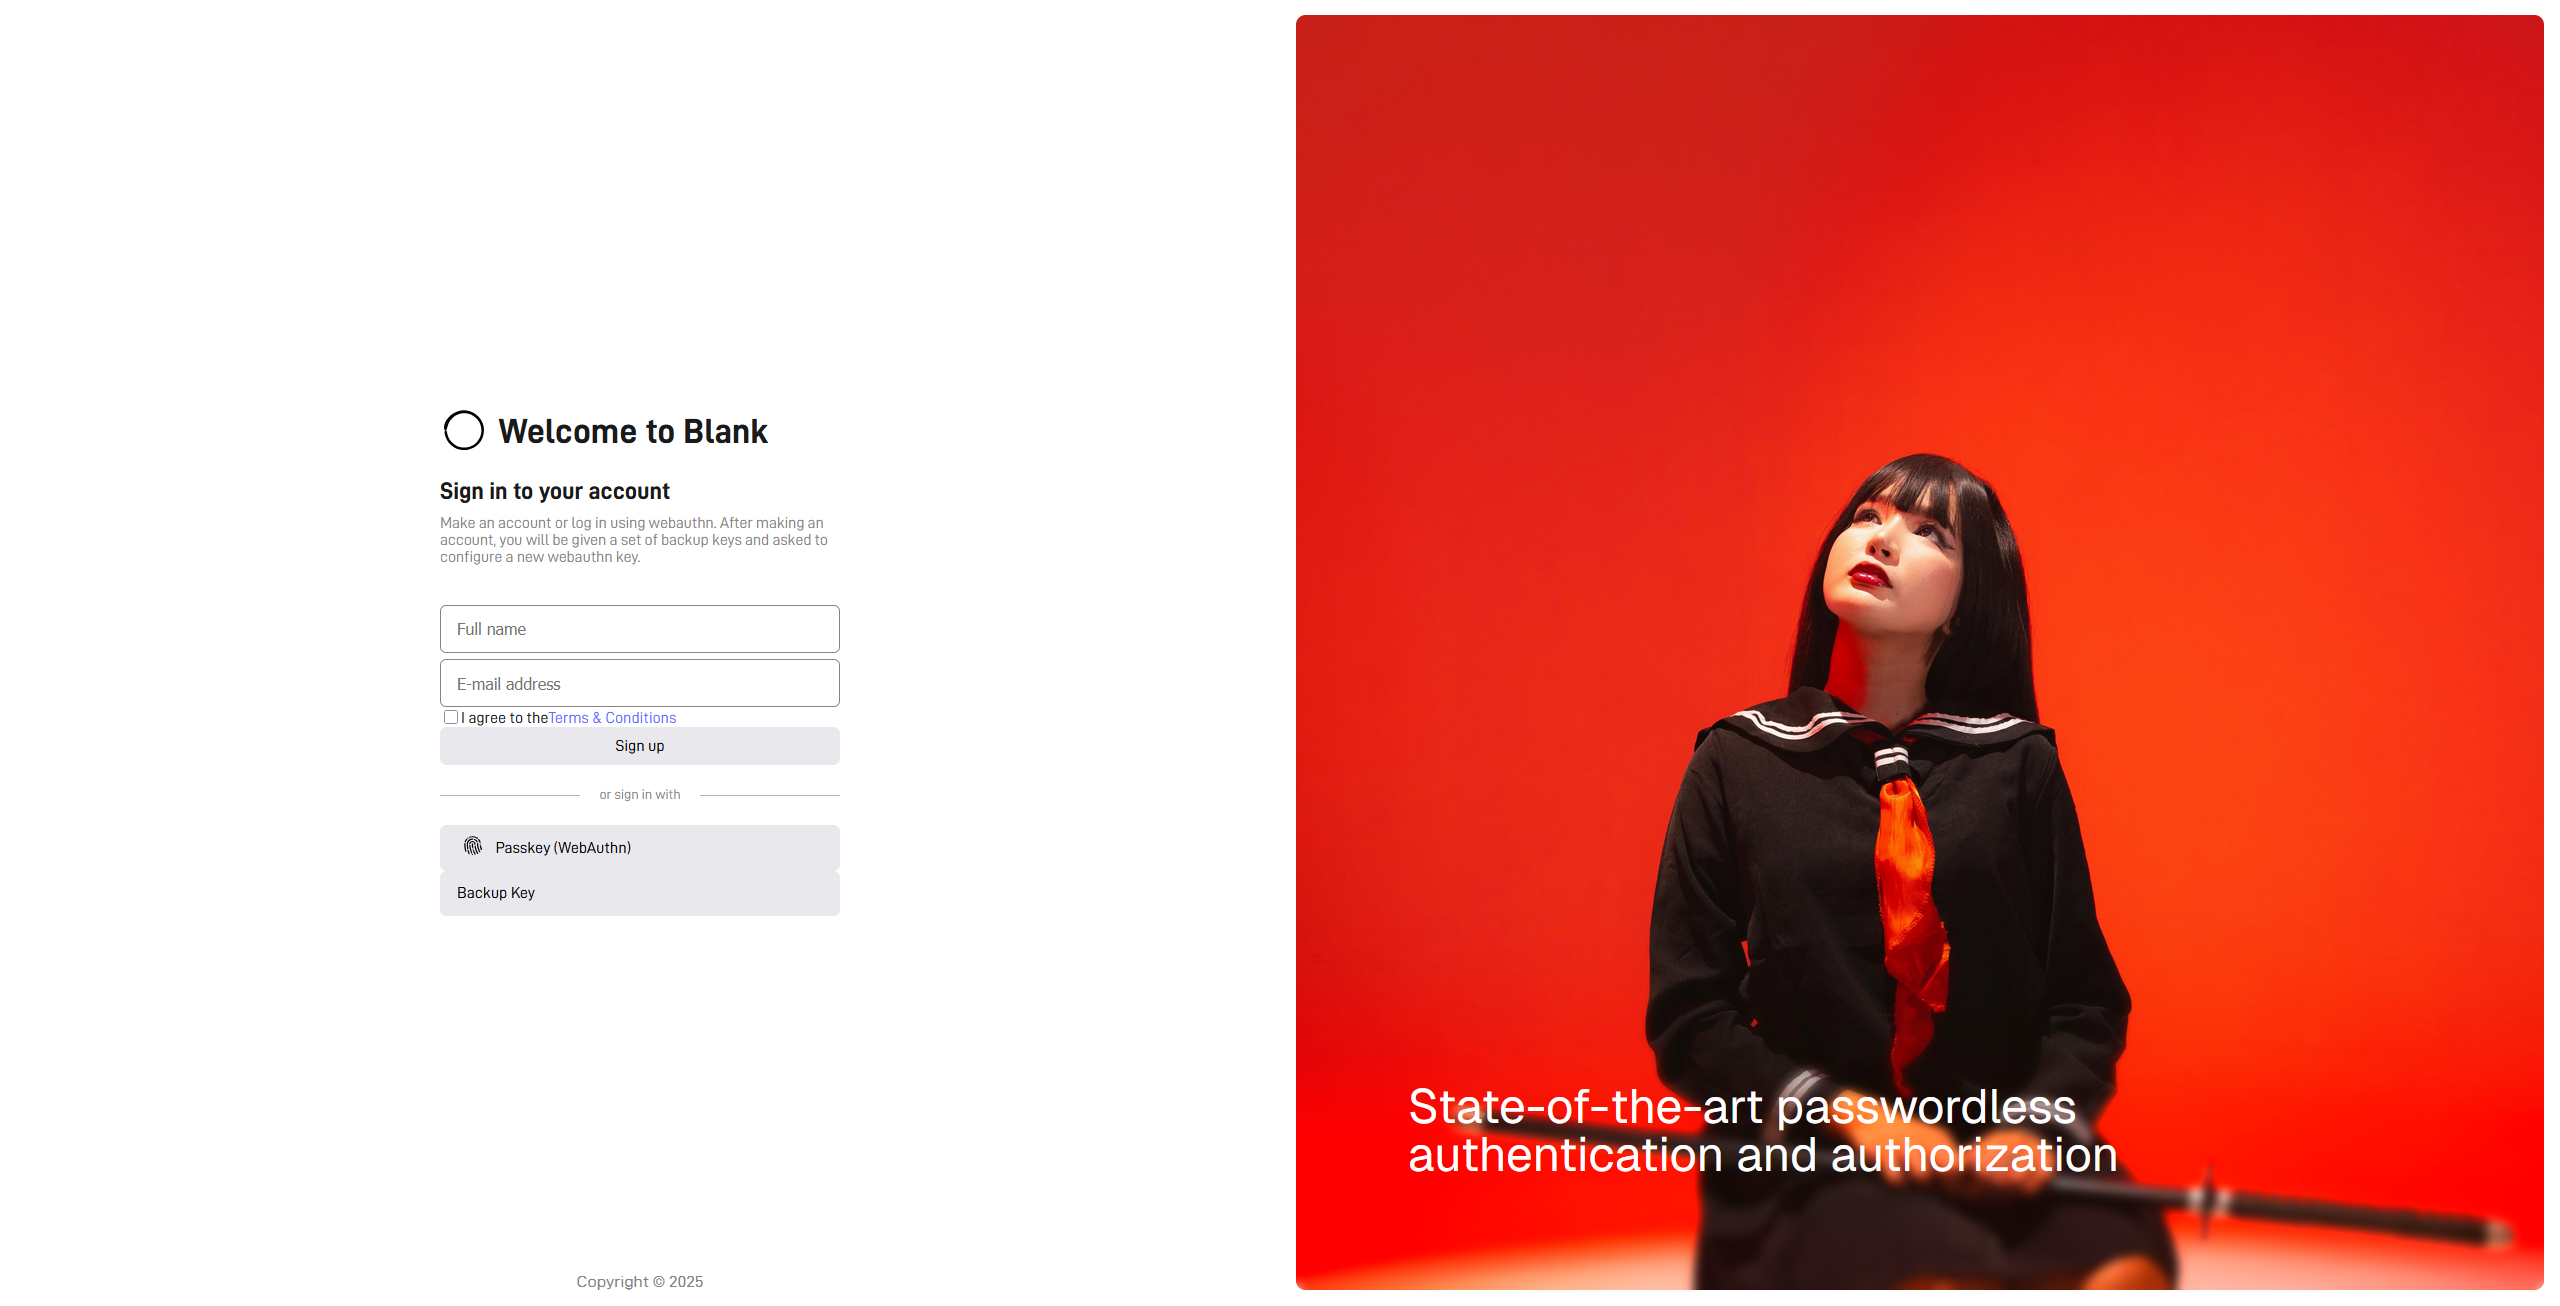 Welcome to Blank
Sign in to your account
Make an account or log in using webauthn. After making an
account, you will be given a set of backup keys and asked to
configure a new webauthn key.
Full name
E-mail address
I agree to theTerms & Conditions
Sign up
or sign in with
Passkey (WebAuthn)
Backup Key
Copyright © 2025
State-of-the-art passwordless
authentication and authorization